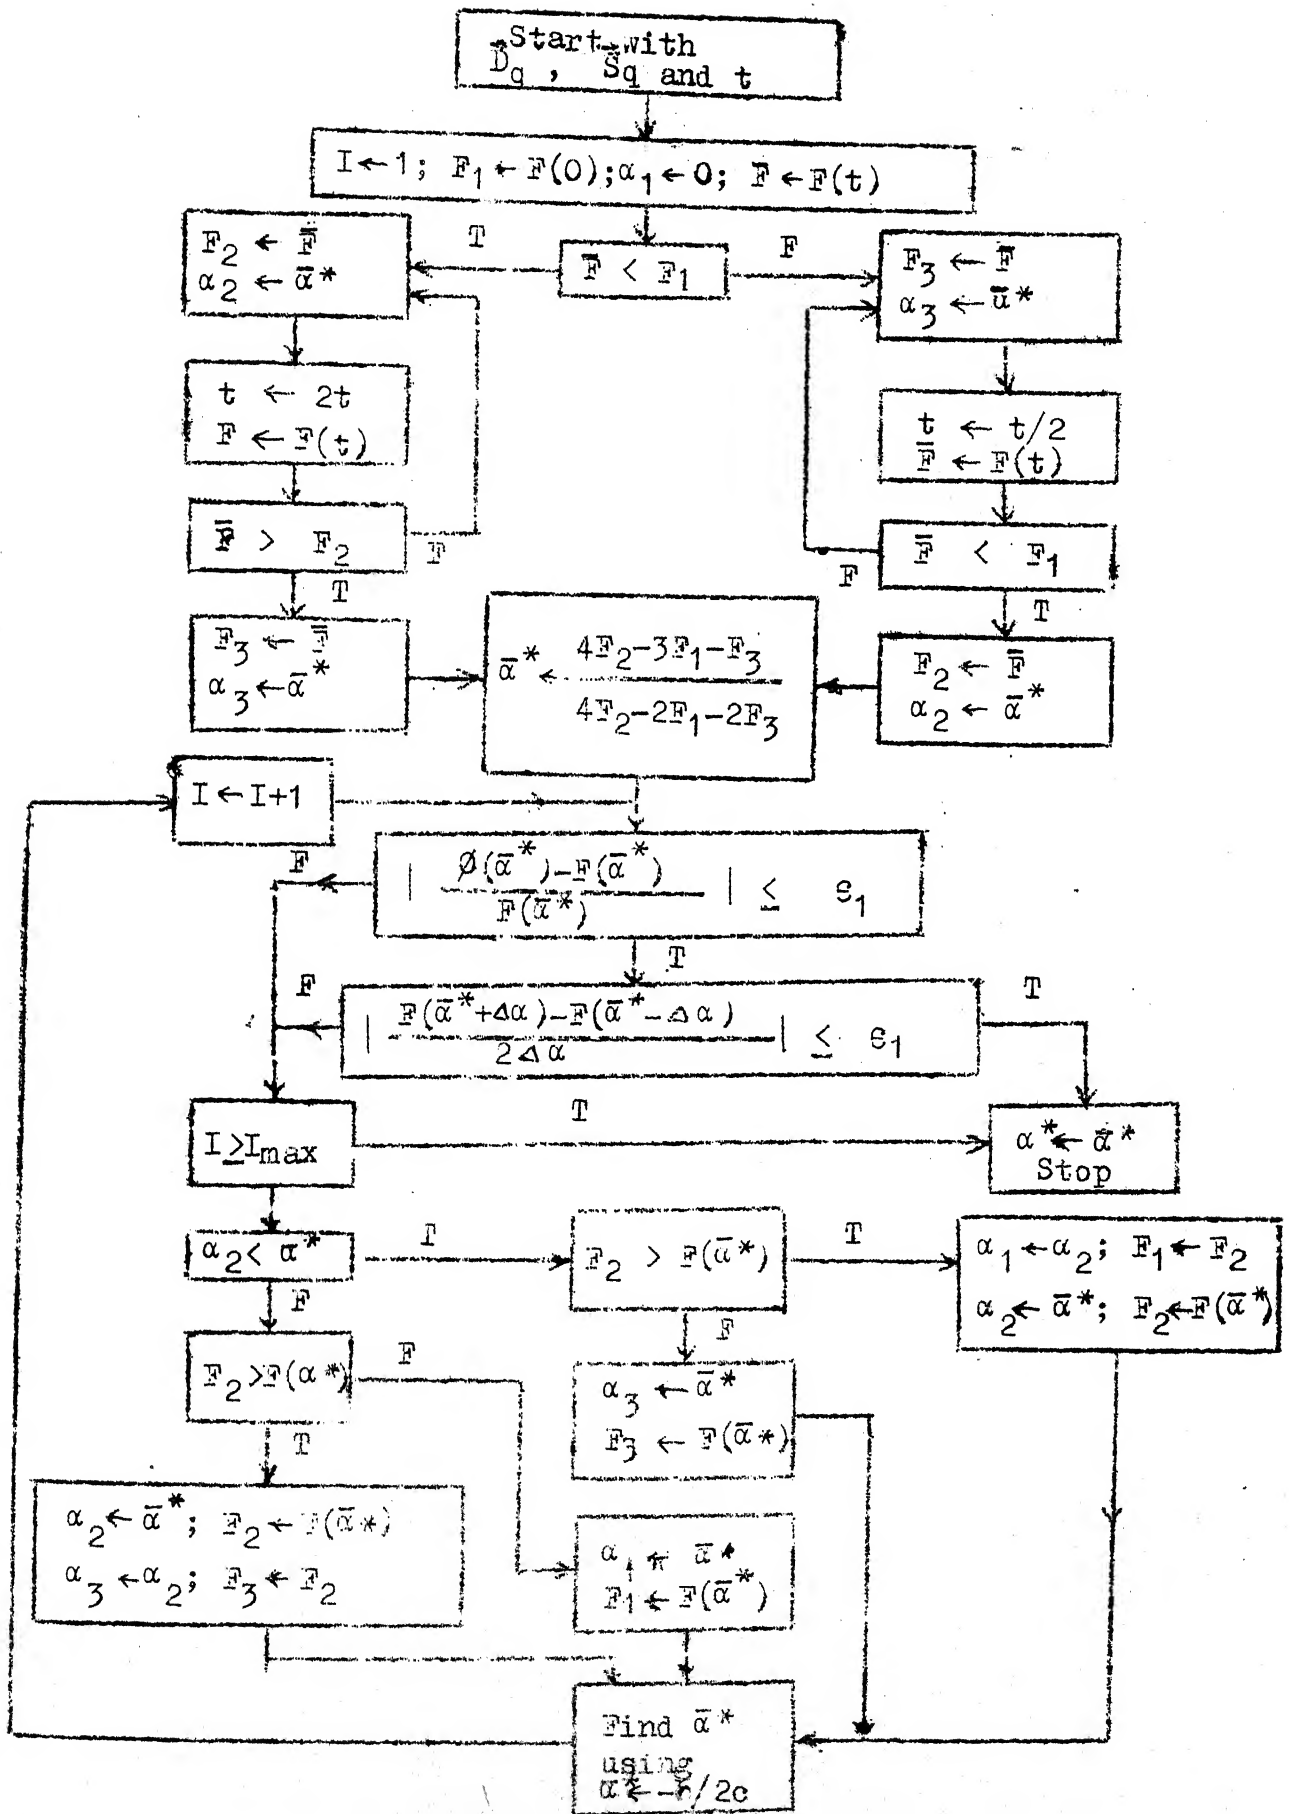 Start with
D⃗q , S⃗q and t
I ← 1; F₁ ← F(0); α₁ ← 0; F̄ ← F(t)
F₂ ← F̄
α₂ ← ᾱ*
T
F̄ < F₁
F
F₃ ← F̄
α₃ ← ᾱ*
t ← 2t
F ← F(t)
t ← t/2
F̄ ← F(t)
F̄ > F₂
F
T
F̄ < F₁
F
T
F₃ ← F̄
α₃ ← ᾱ*
ᾱ* ← 4F₂-3F₁-F₃
4F₂-2F₁-2F₃
F₂ ← F̄
α₂ ← ᾱ*
I ← I+1
F
| Ø(ᾱ*)-F(ᾱ*)
F(ᾱ*) | ≤ ε₁
T
F
| F(ᾱ*+Δα)-F(ᾱ*-Δα)
2Δα | ≤ ε₁
T
I≥Imax
T
α* ← ᾱ*
Stop
α₂ < ᾱ*
F
F₂ > F(ᾱ*)
T
α₁ ← α₂; F₁ ← F₂
α₂ ← ᾱ*; F₂ ← F(ᾱ*)
F
F
F₂ > F(α*)
F
α₃ ← ᾱ*
F₃ ← F(ᾱ*)
T
α₂ ← ᾱ*; F₂ ← F(ᾱ*)
α₃ ← α₂; F₃ ← F₂
α₁ ← ᾱ*
F₁ ← F(ᾱ*)
Find ᾱ*
using
ᾱ* ← -b/2c